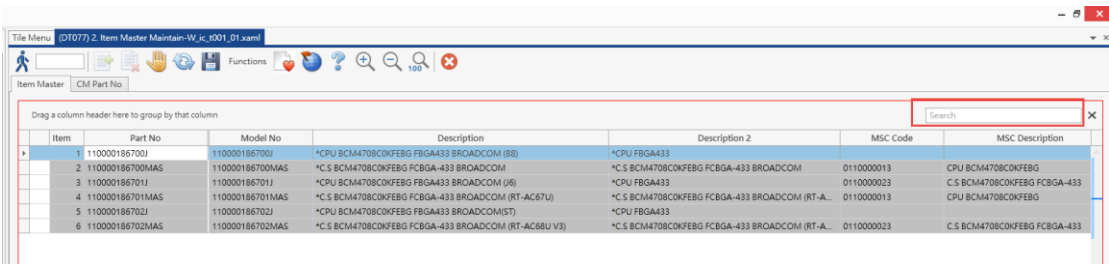 Tile Menu (DT077) 2. Item Master Maintain-W_ic_t001_01.xaml
Functions 100
Item Master CM Part No
Drag a column header here to group by that column Search
Item Part No Model No Description Description 2 MSC Code MSC Description
1 110000186700J 110000186700J *CPU BCM4708C0KFEBG FBGA433 BROADCOM (88) *CPU FBGA433
2 110000186700MAS 110000186700MAS *C.S BCM4708C0KFEBG FCBGA-433 BROADCOM *C.S BCM4708C0KFEBG FCBGA-433 BROADCOM 0110000013 CPU BCM4708C0KFEBG
3 110000186701J 110000186701J *CPU BCM4708C0KFEBG FBGA433 BROADCOM (J6) *CPU FBGA433 0110000023 C.S BCM4708C0KFEBG FCBGA-433
4 110000186701MAS 110000186701MAS *C.S BCM4708C0KFEBG FCBGA-433 BROADCOM (RT-AC67U) *C.S BCM4708C0KFEBG FCBGA-433 BROADCOM (RT-A... 0110000013 CPU BCM4708C0KFEBG
5 110000186702J 110000186702J *CPU BCM4708C0KFEBG FBGA433 BROADCOM(ST) *CPU FBGA433
6 110000186702MAS 110000186702MAS *C.S BCM4708C0KFEBG FCBGA-433 BROADCOM (RT-AC68U V3) *C.S BCM4708C0KFEBG FCBGA-433 BROADCOM (RT-A... 0110000023 C.S BCM4708C0KFEBG FCBGA-433